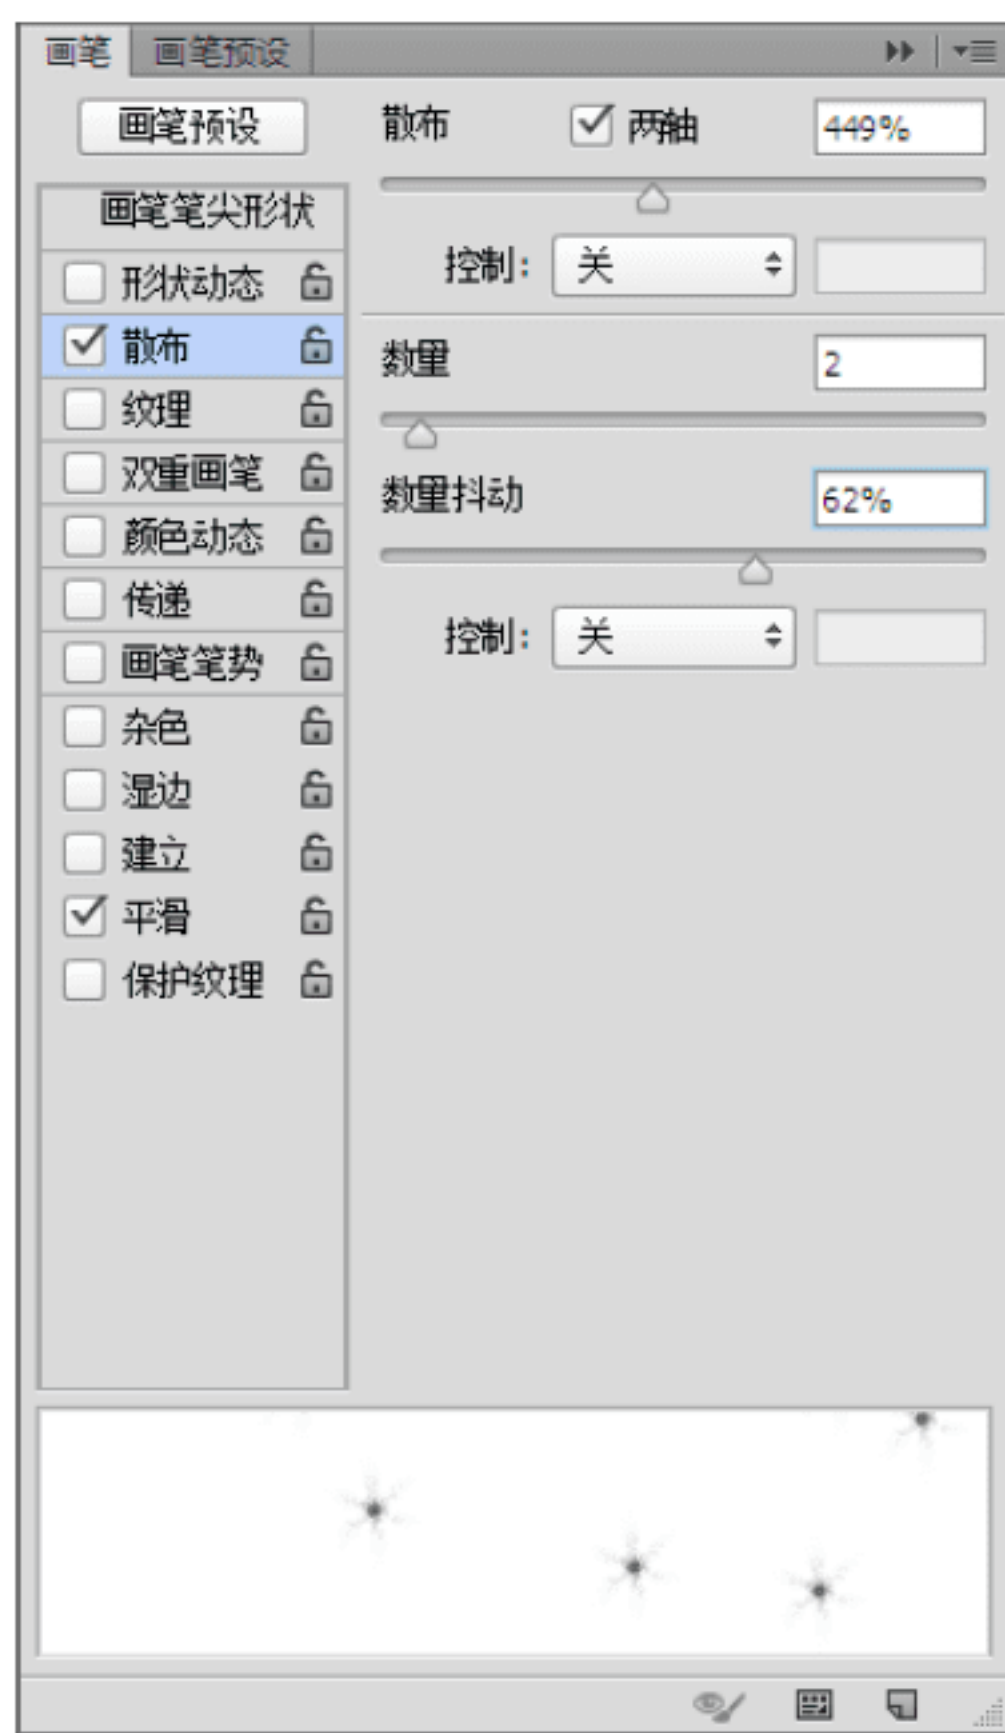 画笔 画笔预设
画笔预设
散布 两轴 449%
画笔笔尖形状
控制: 关
形状动态
散布
数量 2
纹理
双重画笔
数量抖动 62%
颜色动态
传递
控制: 关
画笔笔势
杂色
湿边
建立
平滑
保护纹理